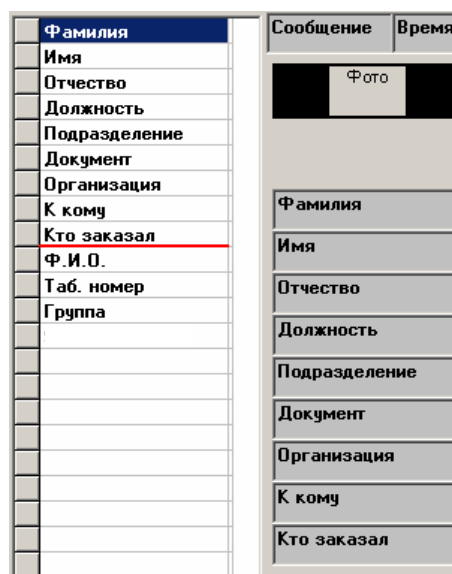 Фамилия
Имя
Отчество
Должность
Подразделение
Документ
Организация
К кому
Кто заказал
Ф.И.О.
Таб. номер
Группа
Сообщение Время
Фото
Фамилия
Имя
Отчество
Должность
Подразделение
Документ
Организация
К кому
Кто заказал